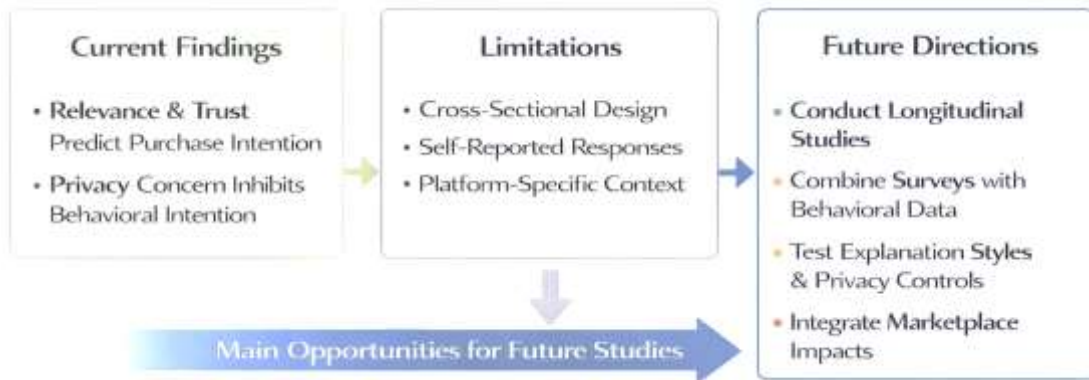 Current Findings
• Relevance & Trust
Predict Purchase Intention
• Privacy Concern Inhibits
Behavioral Intention
Limitations
• Cross-Sectional Design
• Self-Reported Responses
• Platform-Specific Context
Future Directions
• Conduct Longitudinal
Studies
• Combine Surveys with
Behavioral Data
• Test Explanation Styles
& Privacy Controls
• Integrate Marketplace
Impacts
Main Opportunities for Future Studies